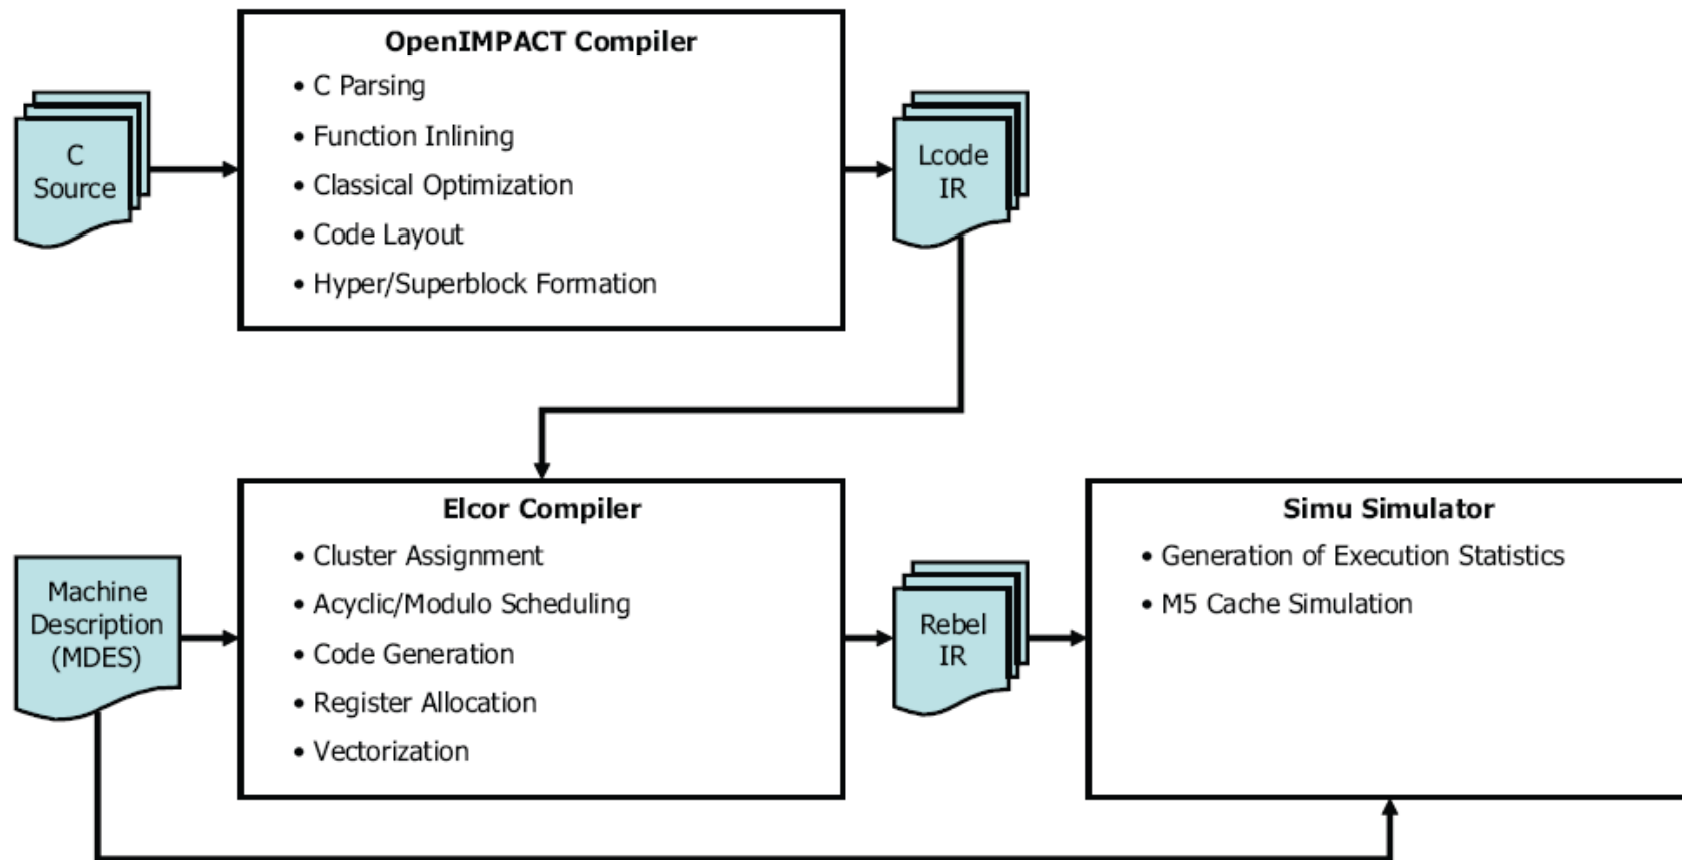 OpenIMPACT Compiler
• C Parsing
• Function Inlining
• Classical Optimization
• Code Layout
• Hyper/Superblock Formation
C
Source
Lcode
IR
Elcor Compiler
• Cluster Assignment
• Acyclic/Modulo Scheduling
• Code Generation
• Register Allocation
• Vectorization
Machine
Description
(MDES)
Rebel
IR
Simu Simulator
• Generation of Execution Statistics
• M5 Cache Simulation